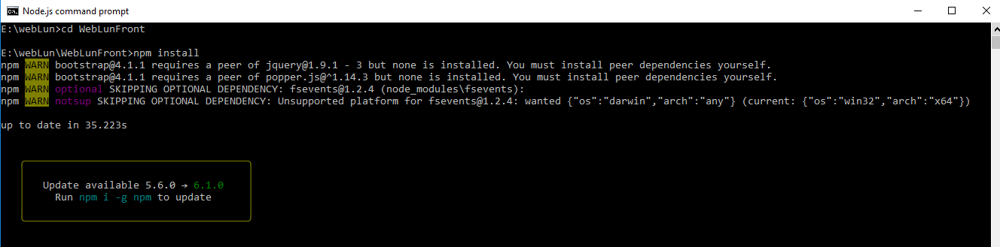 Node.js command prompt
E:\webLun>cd WebLunFront
E:\webLun\WebLunFront>npm install
npm WARN bootstrap@4.1.1 requires a peer of jquery@1.9.1 - 3 but none is installed. You must install peer dependencies yourself.
npm WARN bootstrap@4.1.1 requires a peer of popper.js@^1.14.3 but none is installed. You must install peer dependencies yourself.
npm WARN optional SKIPPING OPTIONAL DEPENDENCY: fsevents@1.2.4 (node_modules\fsevents):
npm WARN notsup SKIPPING OPTIONAL DEPENDENCY: Unsupported platform for fsevents@1.2.4: wanted {"os":"darwin","arch":"any"} (current: {"os":"win32","arch":"x64"})
up to date in 35.223s
Update available 5.6.0 → 6.1.0
Run npm i -g npm to update